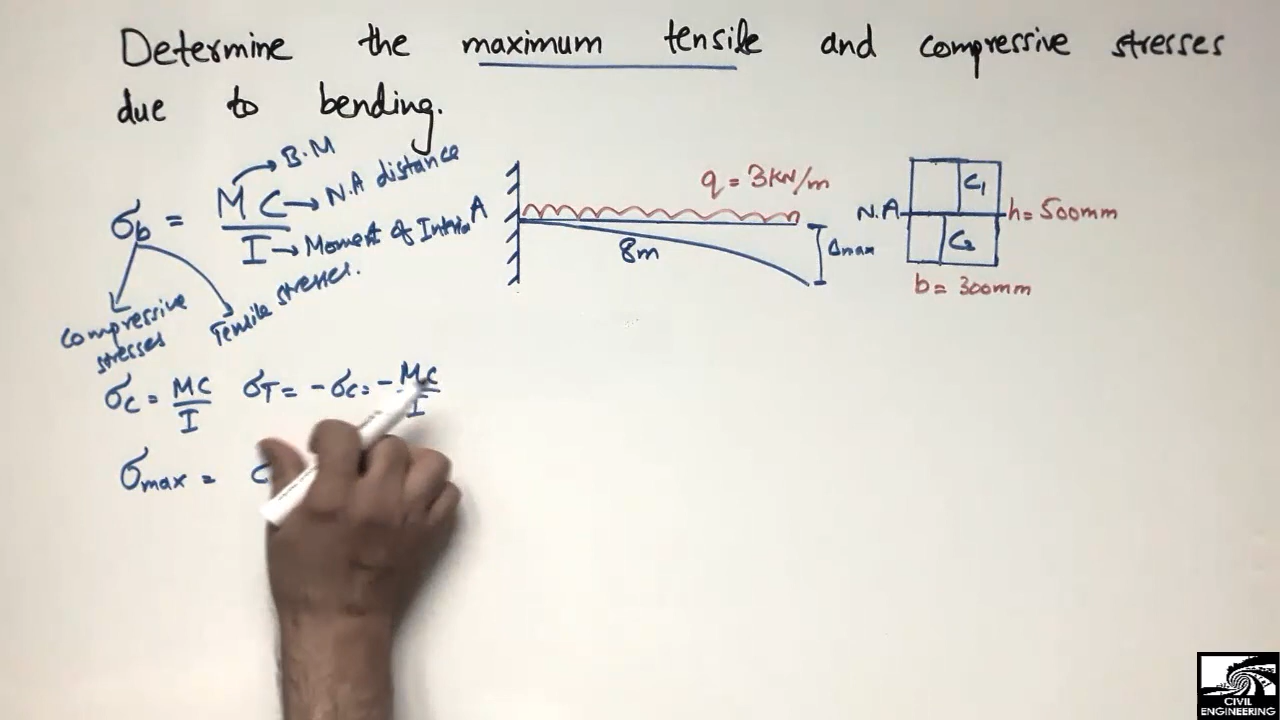 Determine the maximum tensile and compressive stresses
due to bending.
σb = MC/I
B.M
N.A distance
Moment of Intria
Compressive
stresses
Tensile stresses.
A
q = 3kN/m
8m
Δmax
N.A
C1
C2
h = 500mm
b = 300mm
σc = MC/I σT = -σc = -MC/I
σmax =
CIVIL
ENGINEERING